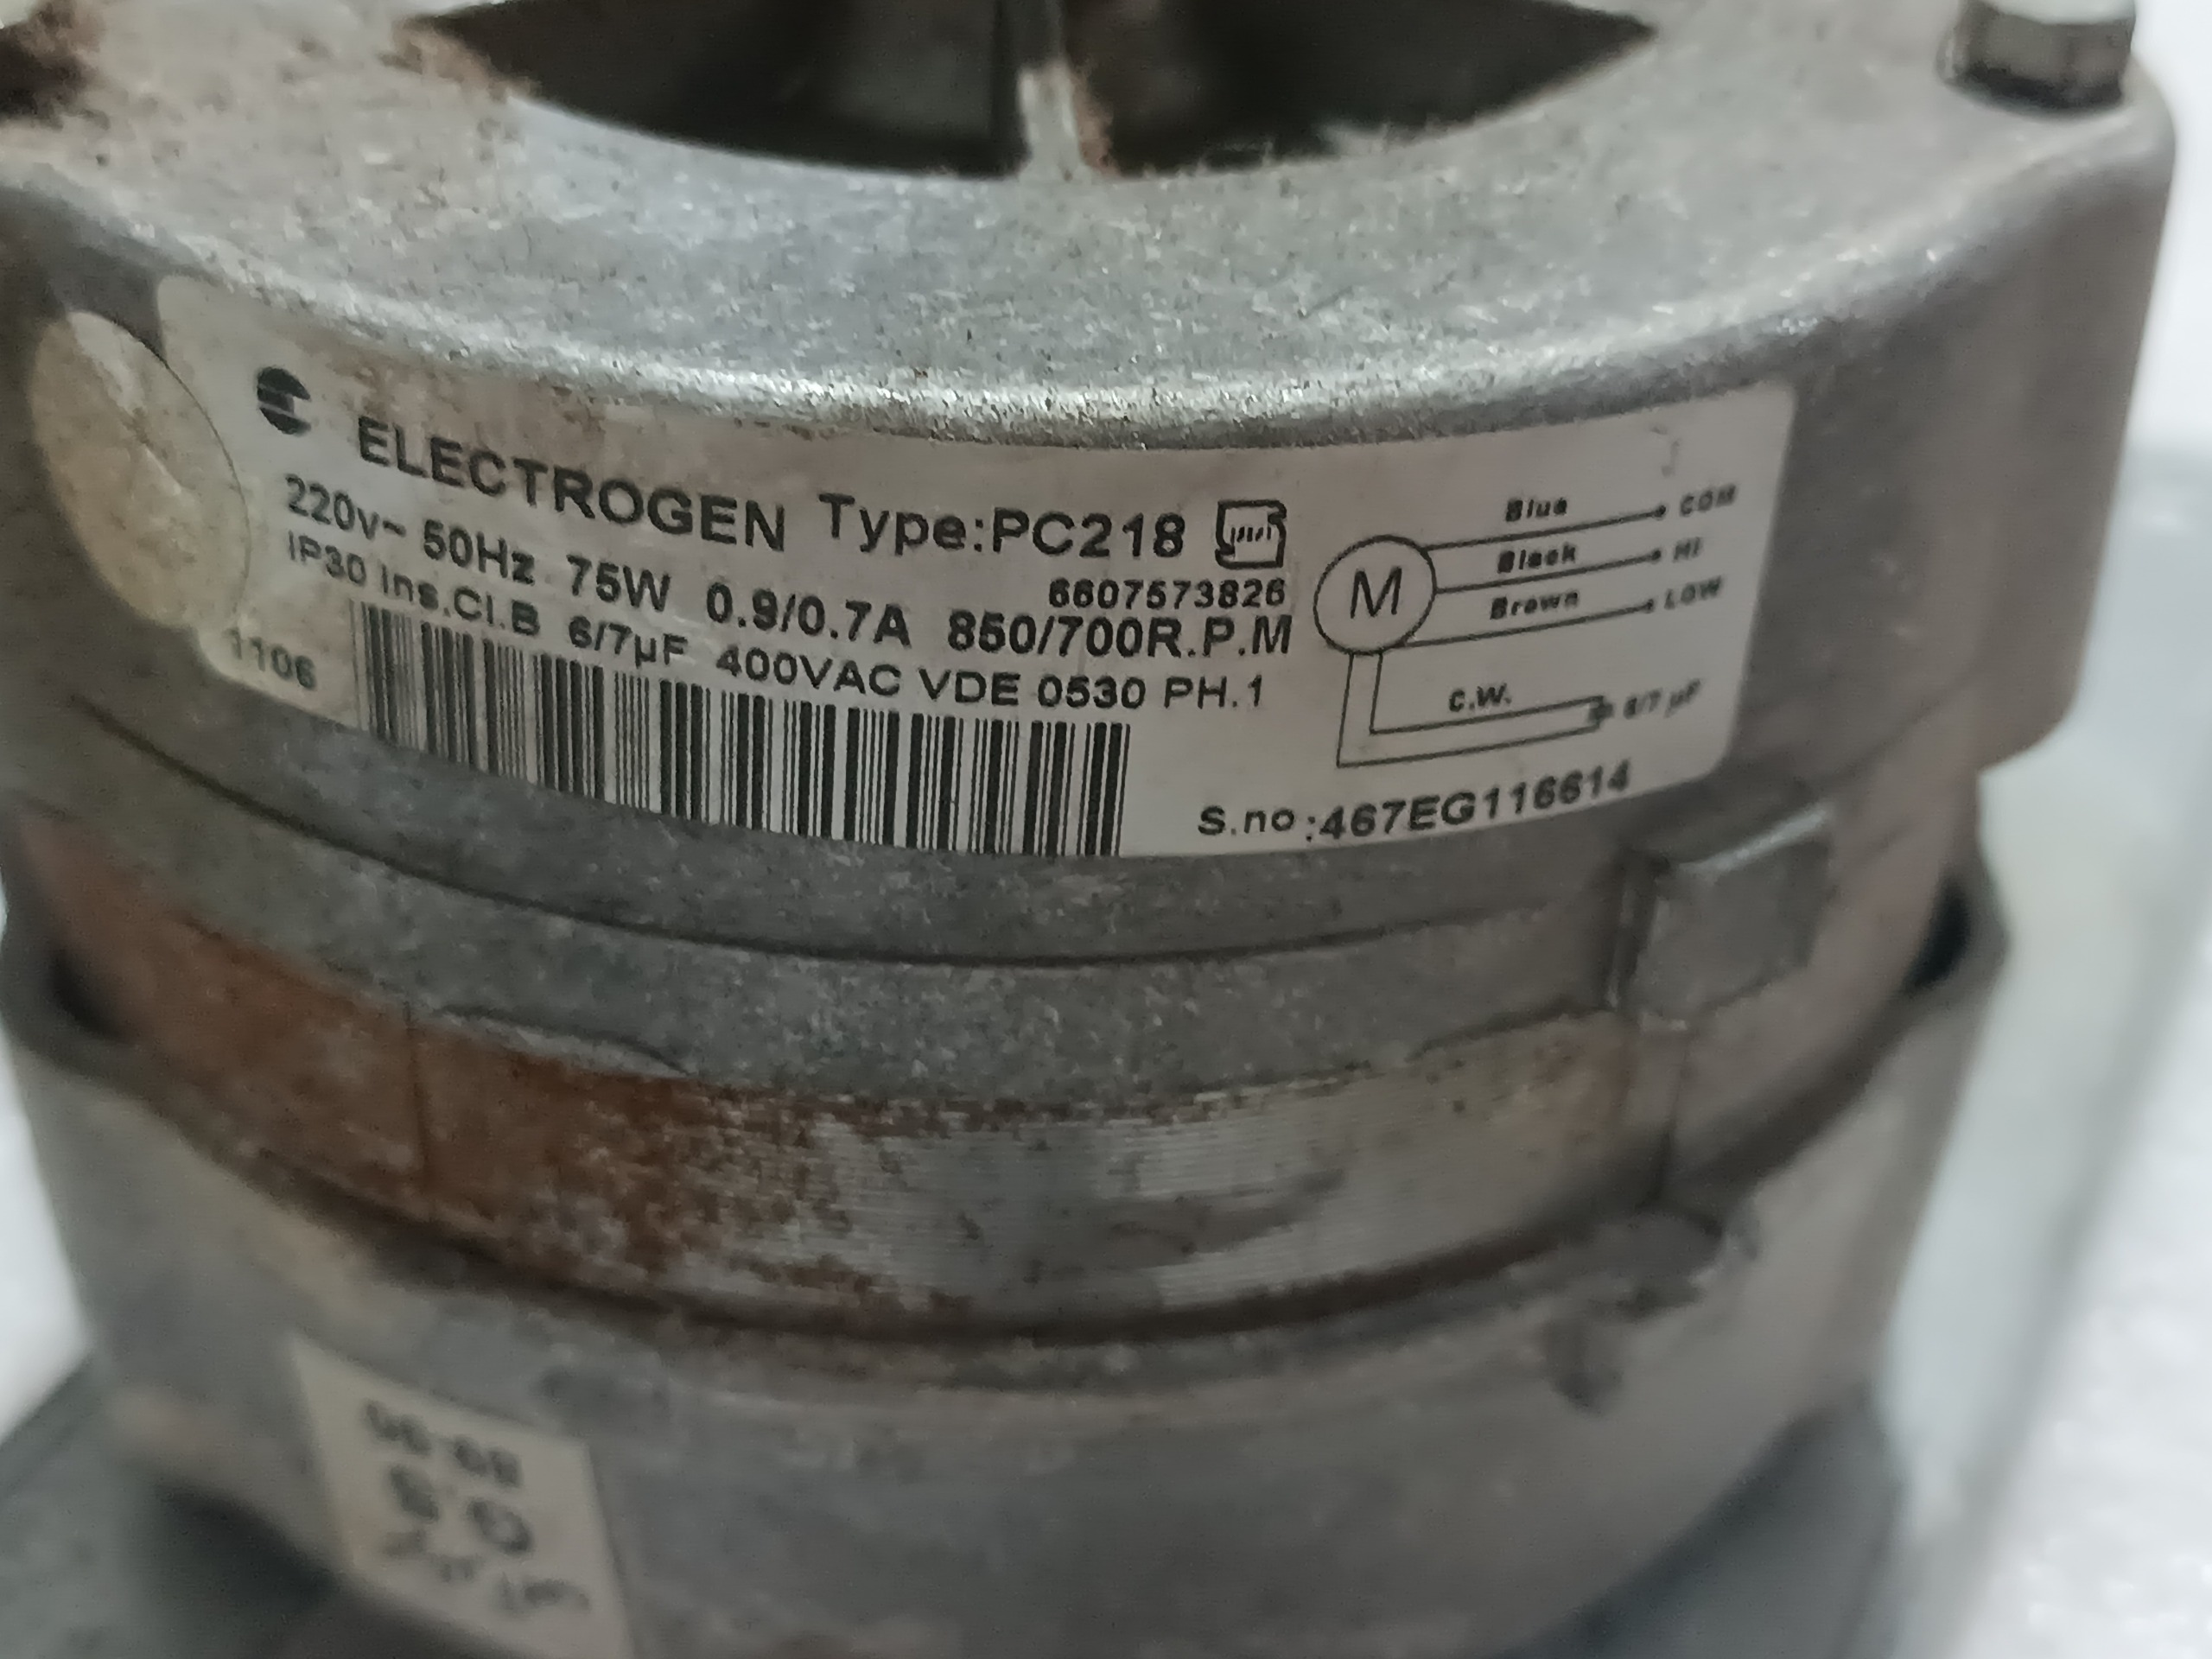 ELECTROGEN Type:PC218
6607573826
220v~ 50Hz 75W 0.9/0.7A 850/700R.P.M
IP30 Ins.Cl.B 6/7µF 400VAC VDE 0530 PH.1
1106
Blue COM
Black HI
Brown LOW
M
C.W. 6/7 µF
S.no:467EG116614